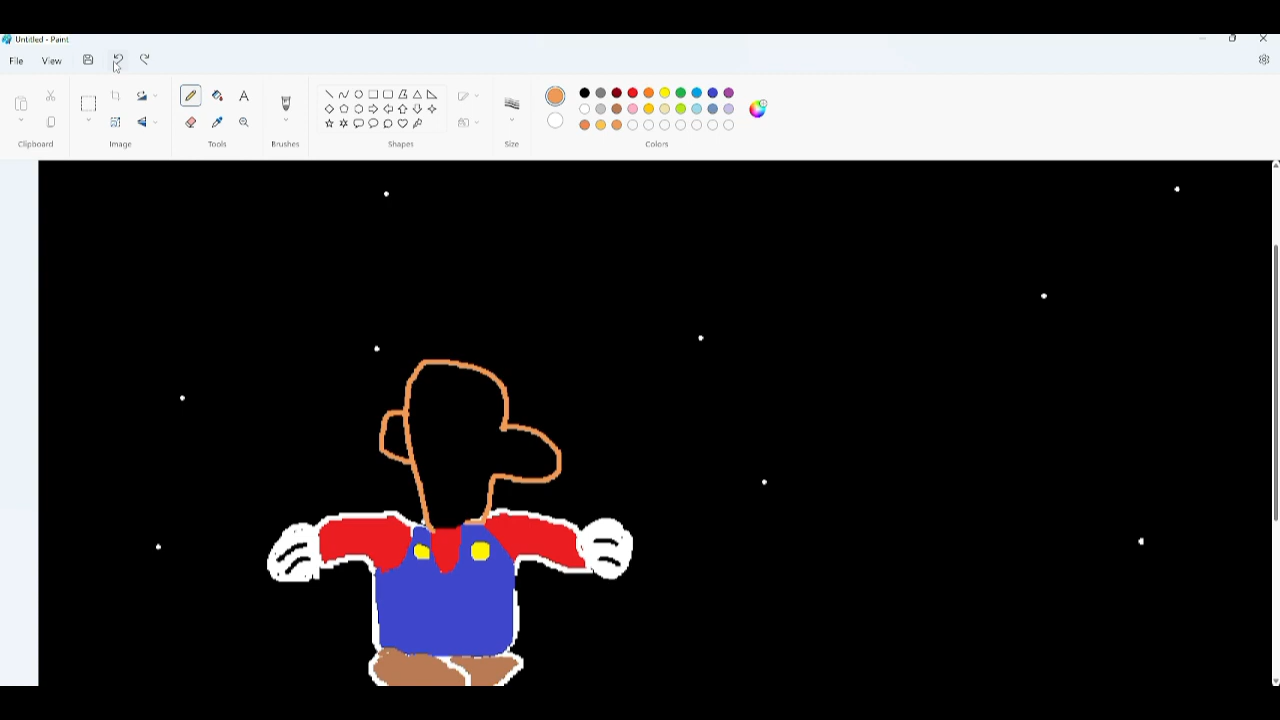 Untitled - Paint
File View
Clipboard Image Tools Brushes Shapes Size Colors